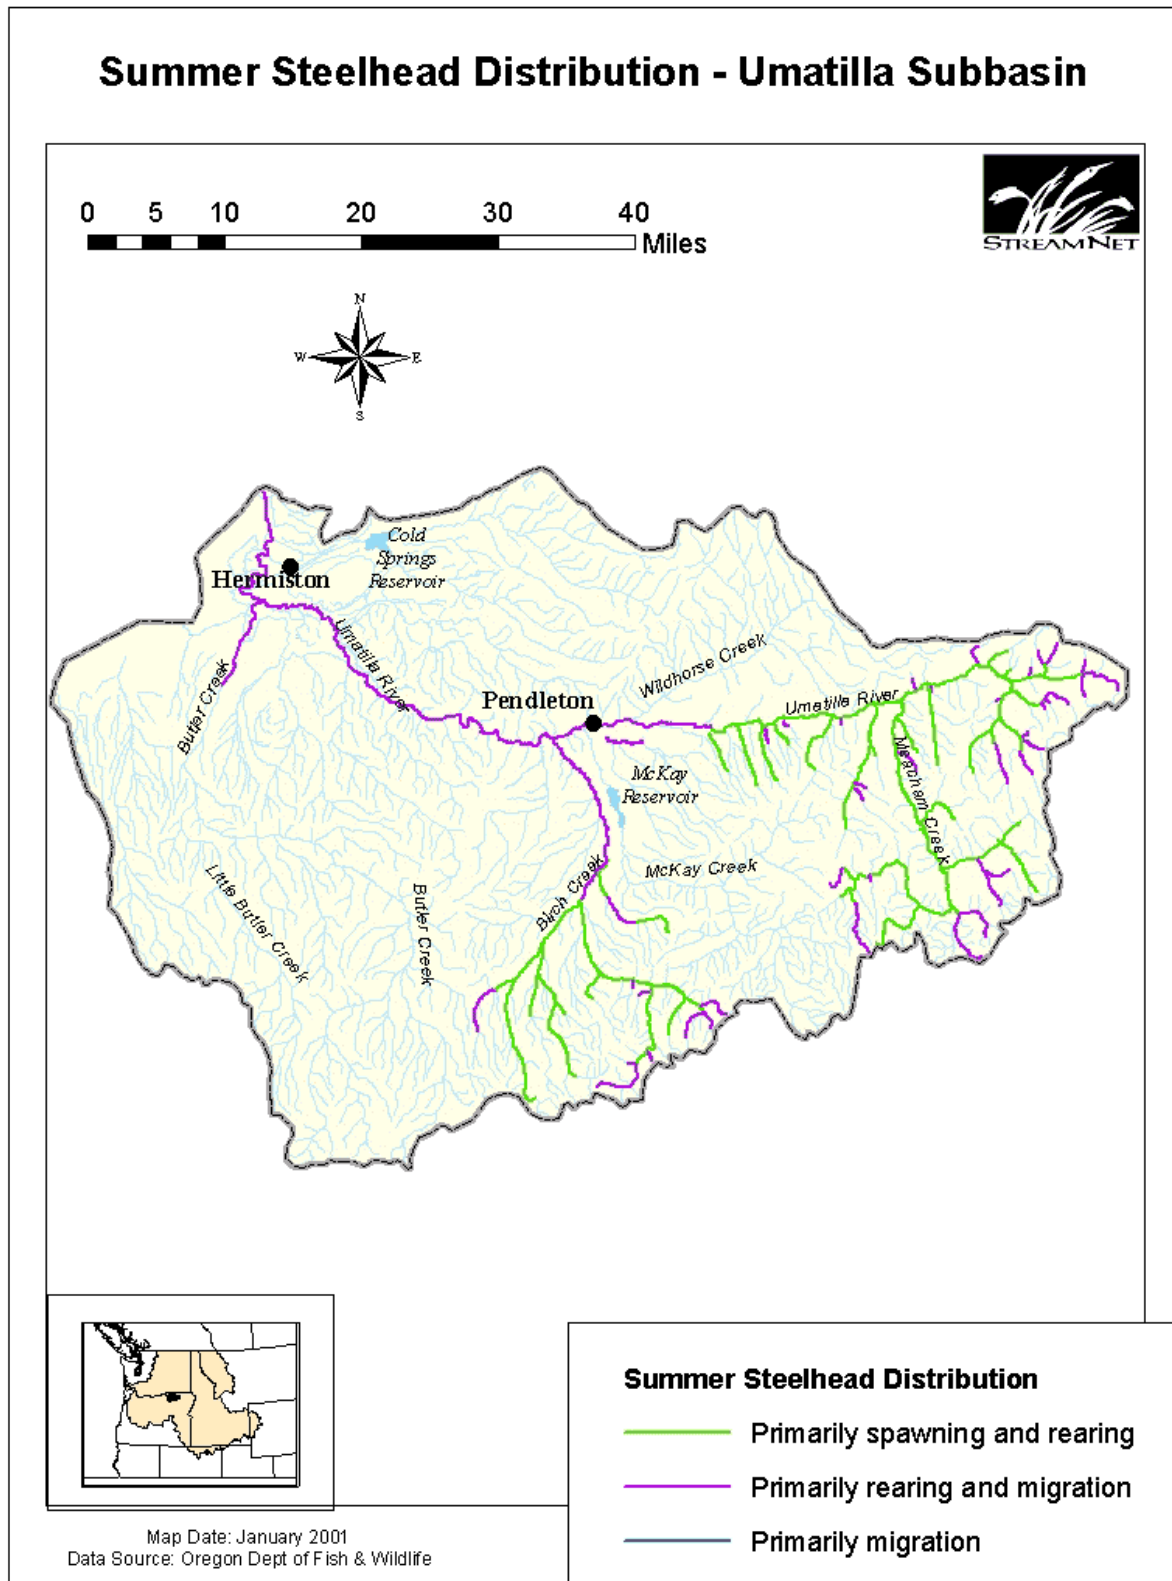 Summer Steelhead Distribution - Umatilla Subbasin
0 5 10 20 30 40
Miles
STREAMNET
N
W E
S
Cold
Springs
Reservoir
Hermiston
Umatilla River
Butler Creek
Wildhorse Creek
Pendleton
Umatilla River
Meacham Creek
McKay
Reservoir
McKay Creek
Birch Creek
Little Butler Creek
Butler Creek
Summer Steelhead Distribution
Primarily spawning and rearing
Primarily rearing and migration
Primarily migration
Map Date: January 2001
Data Source: Oregon Dept of Fish & Wildlife